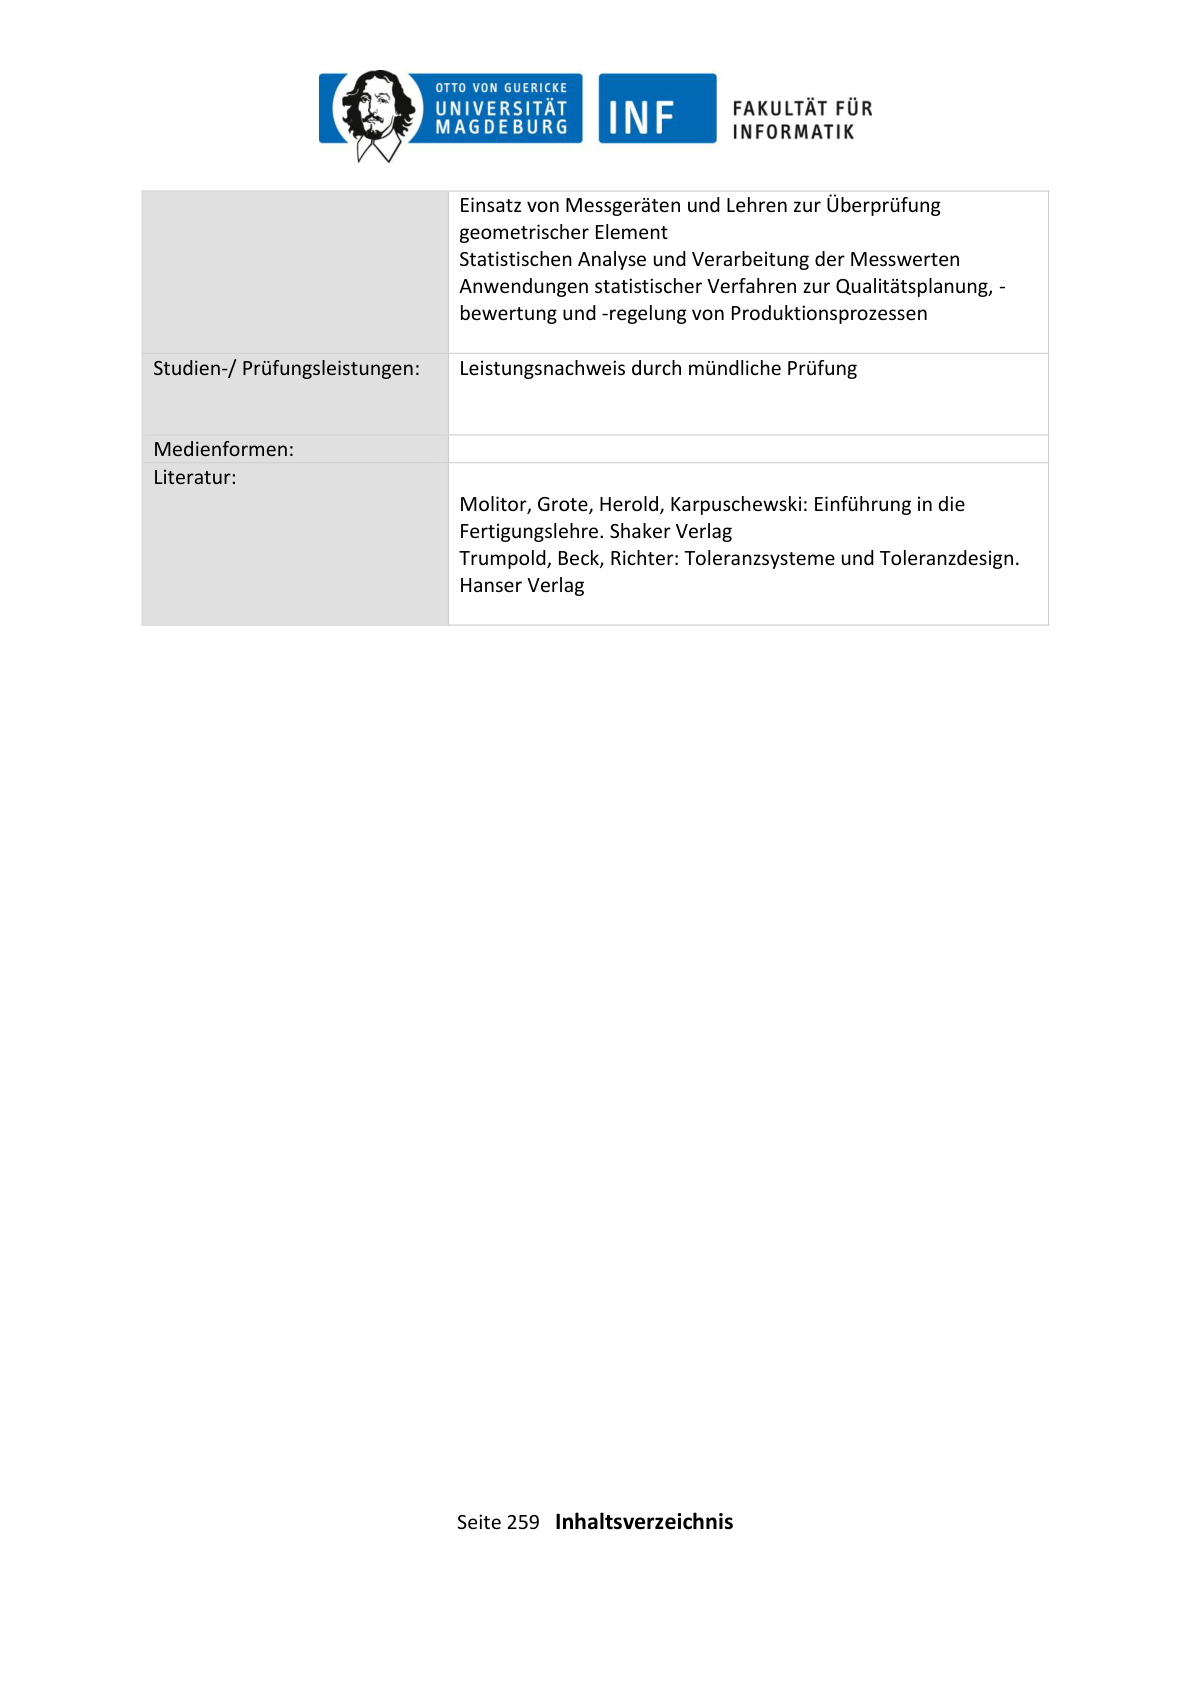 OTTO VON GUERICKE
UNIVERSITÄT
MAGDEBURG
INF
FAKULTÄT FÜR
INFORMATIK
Einsatz von Messgeräten und Lehren zur Überprüfung
geometrischer Element
Statistischen Analyse und Verarbeitung der Messwerten
Anwendungen statistischer Verfahren zur Qualitätsplanung, -
bewertung und -regelung von Produktionsprozessen
Studien-/ Prüfungsleistungen:
Leistungsnachweis durch mündliche Prüfung
Medienformen:
Literatur:
Molitor, Grote, Herold, Karpuschewski: Einführung in die
Fertigungslehre. Shaker Verlag
Trumpold, Beck, Richter: Toleranzsysteme und Toleranzdesign.
Hanser Verlag
Seite 259 Inhaltsverzeichnis